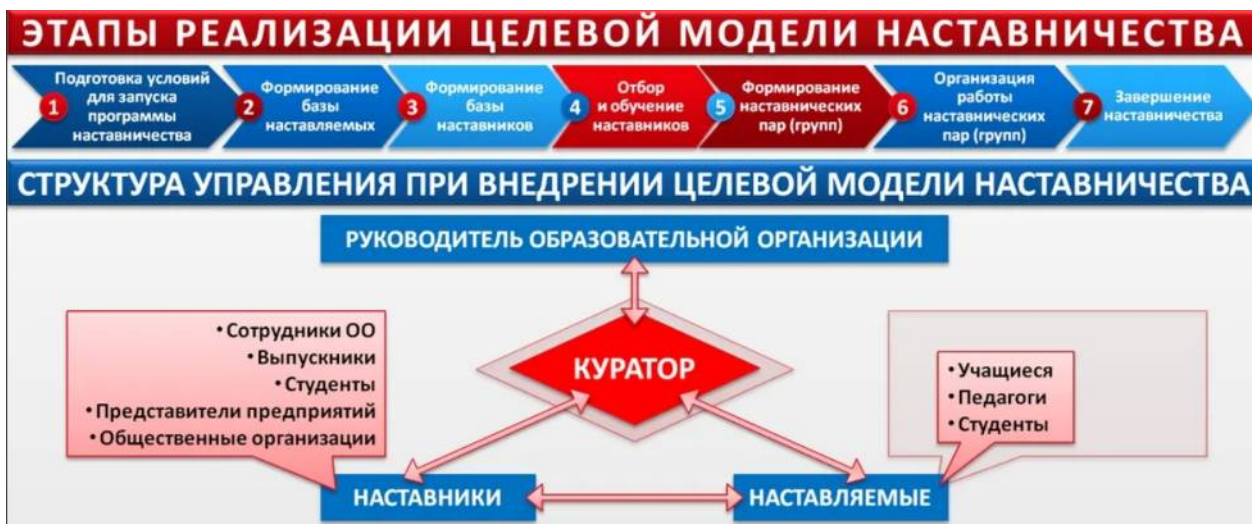 ЭТАПЫ РЕАЛИЗАЦИИ ЦЕЛЕВОЙ МОДЕЛИ НАСТАВНИЧЕСТВА
1
Подготовка условий
для запуска
программы
наставничества
2
Формирование
базы
наставляемых
3
Формирование
базы
наставников
4
Отбор
и обучение
наставников
5
Формирование
наставнических
пар (групп)
6
Организация
работы
наставнических
пар (групп)
7
Завершение
наставничества
СТРУКТУРА УПРАВЛЕНИЯ ПРИ ВНЕДРЕНИИ ЦЕЛЕВОЙ МОДЕЛИ НАСТАВНИЧЕСТВА
РУКОВОДИТЕЛЬ ОБРАЗОВАТЕЛЬНОЙ ОРГАНИЗАЦИИ
• Сотрудники ОО
• Выпускники
• Студенты
• Представители предприятий
• Общественные организации
КУРАТОР
• Учащиеся
• Педагоги
• Студенты
НАСТАВНИКИ
НАСТАВЛЯЕМЫЕ